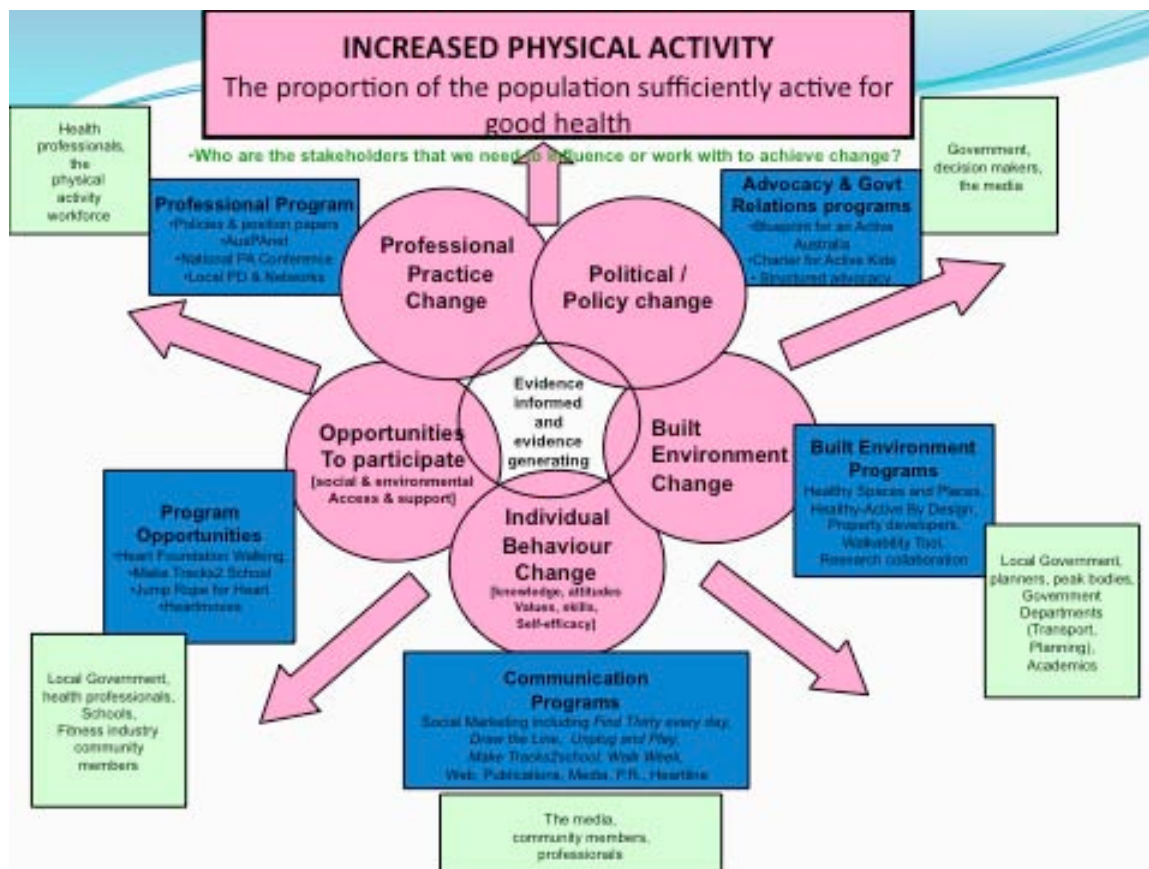 INCREASED PHYSICAL ACTIVITY
The proportion of the population sufficiently active for
good health
•Who are the stakeholders that we need to influence or work with to achieve change?
Health
professionals,
the
physical
activity
workforce
Professional Program
•Policies & position papers
•AusPAnet
•National PA Conference
•Local PD & Networks
Professional
Practice
Change
Political /
Policy change
Advocacy & Govt
Relations programs
•Blueprint for an Active
Australia
•Charter for Active Kids
• Structured advocacy
Government,
decision makers,
the media
Evidence
informed
and
evidence
generating
Opportunities
To participate
[social & environmental
Access & support]
Built
Environment
Change
Built Environment
Programs
Healthy Spaces and Places,
Healthy-Active By Design,
Property developers.
Walkability Tool,
Research collaboration
Local Government,
planners, peak bodies,
Government
Departments
(Transport,
Planning),
Academics
Program
Opportunities
•Heart Foundation Walking,
•Make Tracks2 School
•Jump Rope for Heart
•Heartmoves
Local Government,
health professionals,
Schools,
Fitness industry
community
members
Individual
Behaviour
Change
[knowledge, attitudes
Values, skills,
Self-efficacy]
Communication
Programs
Social Marketing including Find Thirty every day,
Draw the Line, Unplug and Play,
Make Tracks2school, Walk Week,
Web, Publications, Media, P.R., Heartline
The media,
community members,
professionals